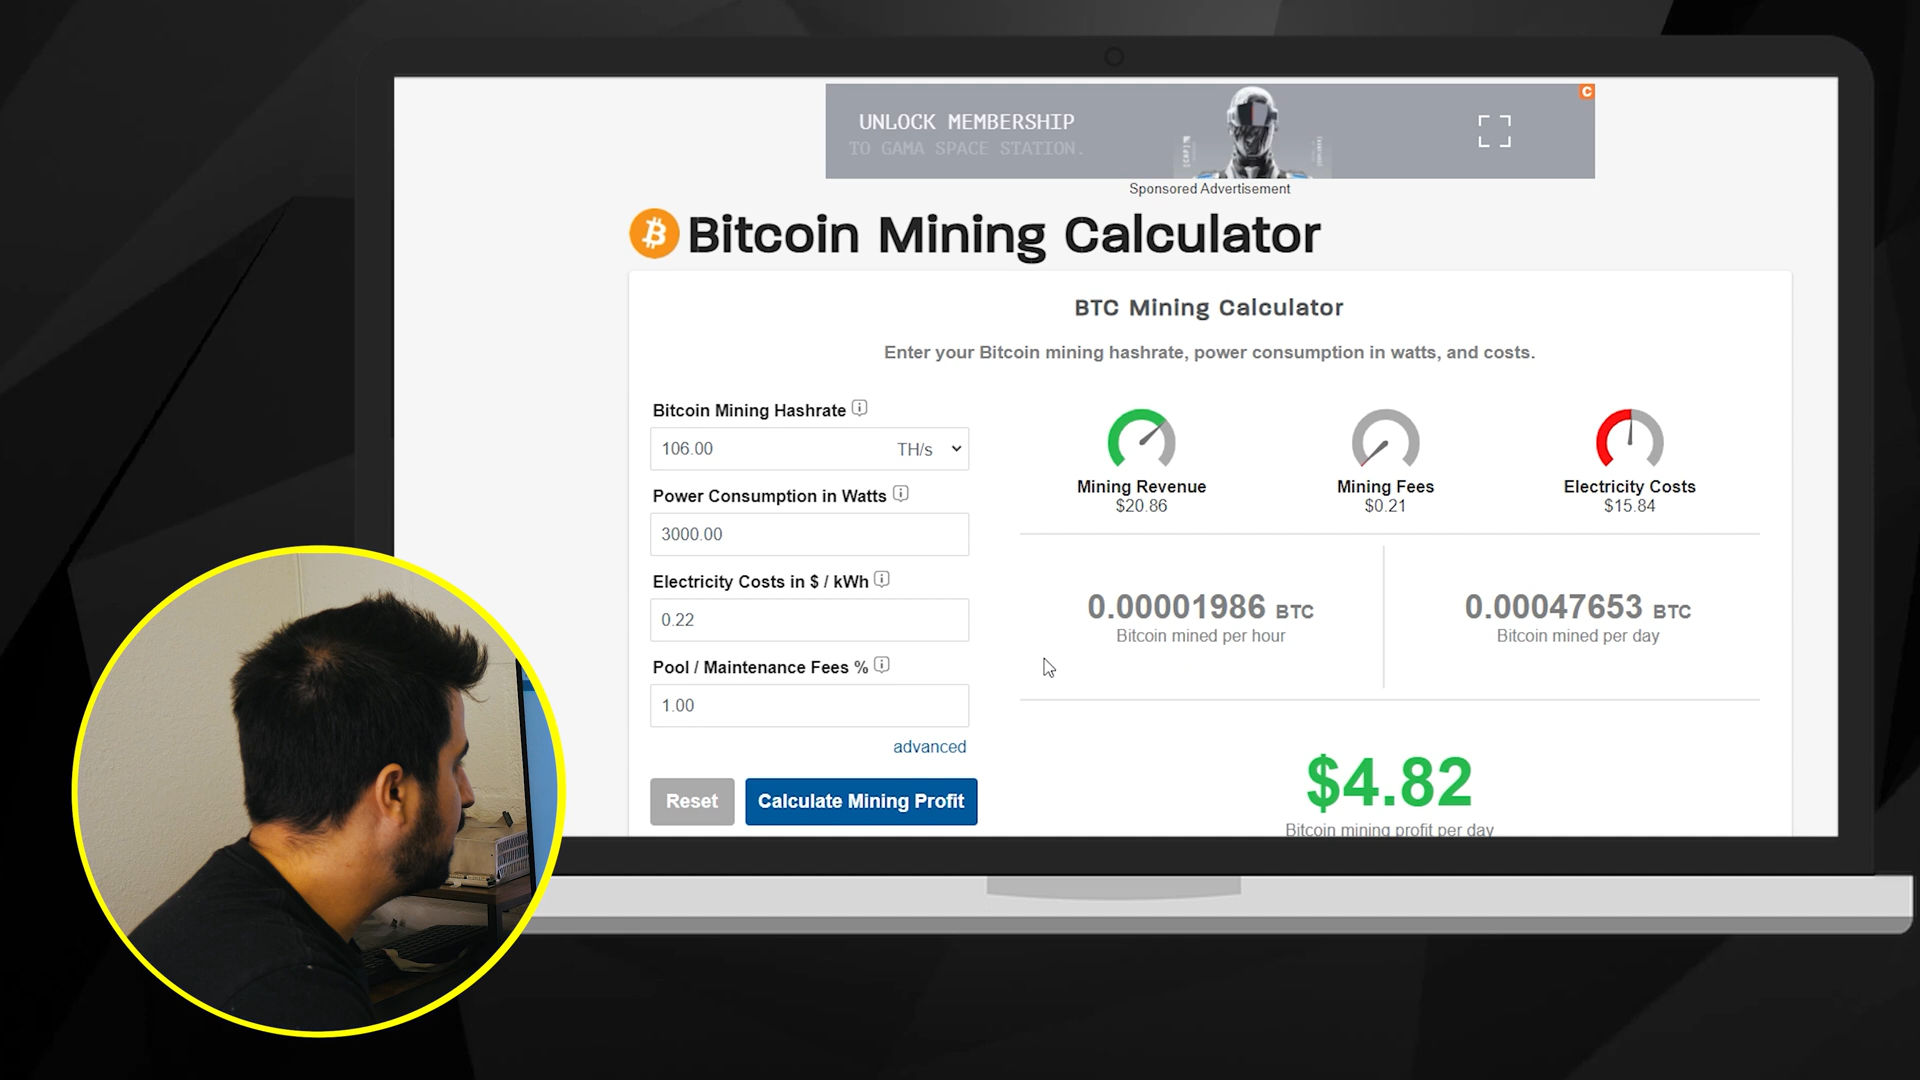 UNLOCK MEMBERSHIP
TO GAMA SPACE STATION.
C
Sponsored Advertisement
Bitcoin Mining Calculator
BTC Mining Calculator
Enter your Bitcoin mining hashrate, power consumption in watts, and costs.
Bitcoin Mining Hashrate
106.00 TH/s
Power Consumption in Watts
3000.00
Electricity Costs in $ / kWh
0.22
Pool / Maintenance Fees %
1.00
advanced
Reset
Calculate Mining Profit
Mining Revenue
$20.86
Mining Fees
$0.21
Electricity Costs
$15.84
0.00001986 BTC
Bitcoin mined per hour
0.00047653 BTC
Bitcoin mined per day
$4.82
Bitcoin mining profit per day